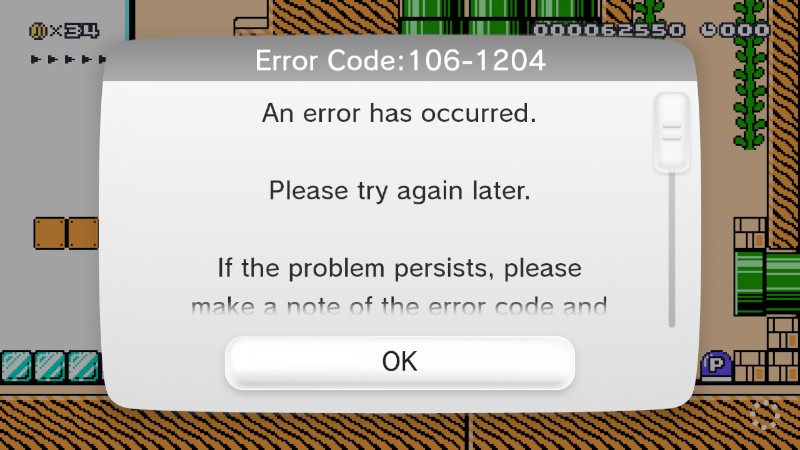 ×34
000062550 000
Error Code:106-1204
An error has occurred.
Please try again later.
If the problem persists, please
make a note of the error code and
OK
P